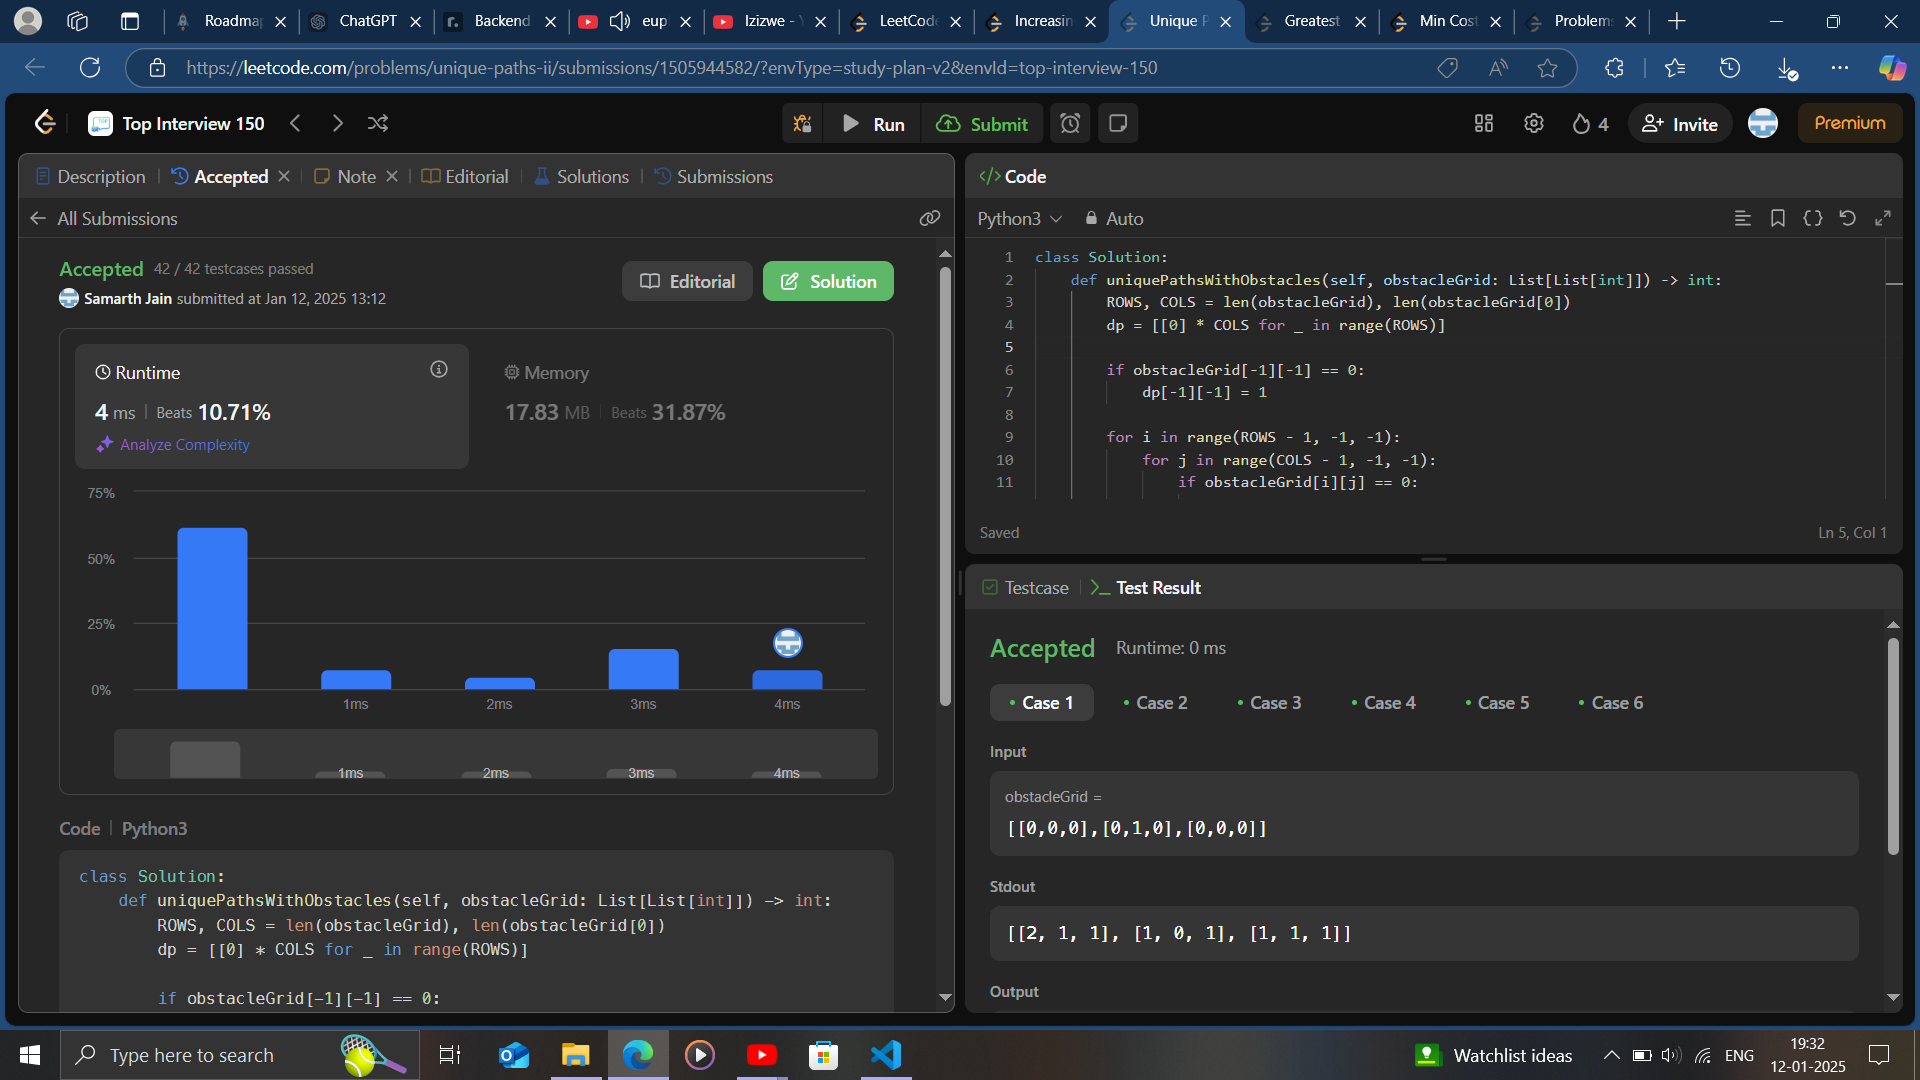 Roadmap
ChatGPT
Backend
eup
Izizwe - Y
LeetCode
Increasin
Unique P
Greatest
Min Cost
Problems
https://leetcode.com/problems/unique-paths-ii/submissions/1505944582/?envType=study-plan-v2&envId=top-interview-150
Top Interview 150
Run
Submit
4
Invite
Premium
Description
Accepted
Note
Editorial
Solutions
Submissions
All Submissions
Accepted 42 / 42 testcases passed
Samarth Jain submitted at Jan 12, 2025 13:12
Editorial
Solution
Runtime
4 ms Beats 10.71%
Analyze Complexity
Memory
17.83 MB Beats 31.87%
75%
50%
25%
0%
1ms 2ms 3ms 4ms
1ms 2ms 3ms 4ms
Code Python3
class Solution:
def uniquePathsWithObstacles(self, obstacleGrid: List[List[int]]) -> int:
ROWS, COLS = len(obstacleGrid), len(obstacleGrid[0])
dp = [[0] * COLS for _ in range(ROWS)]
if obstacleGrid[-1][-1] == 0:
Code
Python3 Auto
1 class Solution:
2 def uniquePathsWithObstacles(self, obstacleGrid: List[List[int]]) -> int:
3 ROWS, COLS = len(obstacleGrid), len(obstacleGrid[0])
4 dp = [[0] * COLS for _ in range(ROWS)]
5
6 if obstacleGrid[-1][-1] == 0:
7 dp[-1][-1] = 1
8
9 for i in range(ROWS - 1, -1, -1):
10 for j in range(COLS - 1, -1, -1):
11 if obstacleGrid[i][j] == 0:
Saved
Ln 5, Col 1
Testcase
Test Result
Accepted Runtime: 0 ms
Case 1 Case 2 Case 3 Case 4 Case 5 Case 6
Input
obstacleGrid =
[[0,0,0],[0,1,0],[0,0,0]]
Stdout
[[2, 1, 1], [1, 0, 1], [1, 1, 1]]
Output
Type here to search
Watchlist ideas
ENG
19:32
12-01-2025